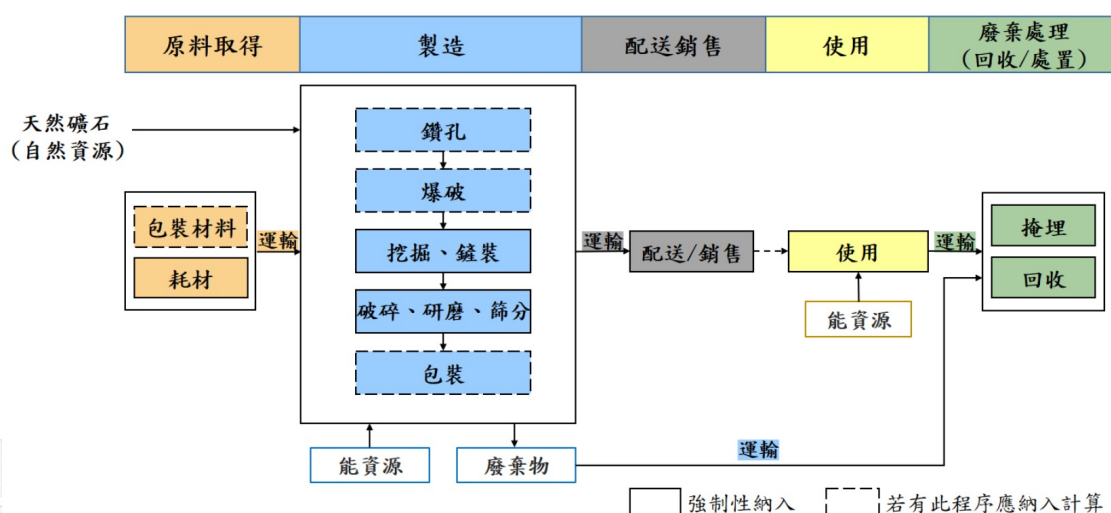 原料取得
製造
配送銷售
使用
廢棄處理
(回收/處置)
天然礦石
(自然資源)
包裝材料
耗材
運輸
鑽孔
爆破
挖掘、鏟裝
破碎、研磨、篩分
包裝
能資源
廢棄物
運輸
運輸
配送/銷售
使用
能資源
運輸
掩埋
回收
強制性納入
若有此程序應納入計算